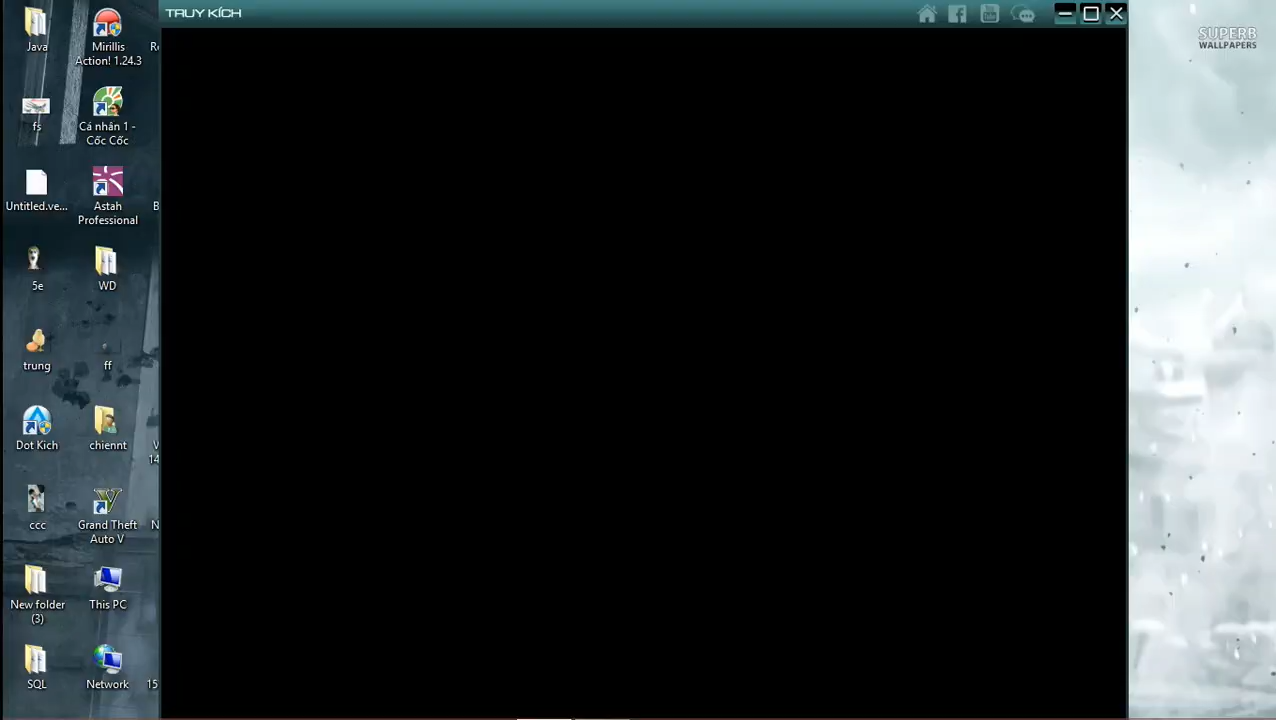 TRUY KÍCH
SUPERB
WALLPAPERS
Java
Mirillis
Action! 1.24.3
fs
Cá nhân 1 -
Cốc Cốc
Untitled.ve...
Astah
Professional
5e
WD
trung
ff
Dot Kich
chiennt
ccc
Grand Theft
Auto V
New folder
(3)
This PC
SQL
Network